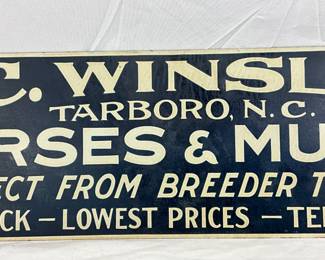 C. WINSL
TARBORO, N.C.
RSES & MU
ECT FROM BREEDER T
CK — LOWEST PRICES — TE